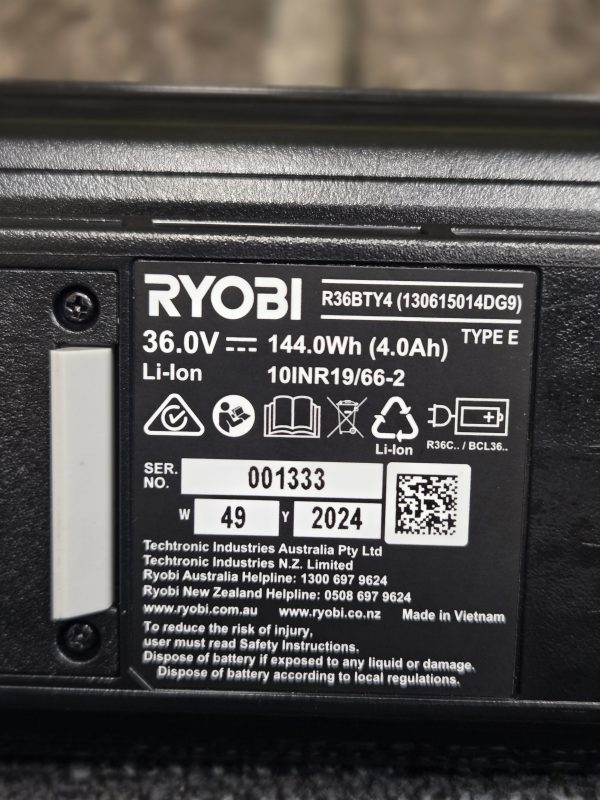 RYOBI R36BTY4 (130615014DG9)
36.0V 144.0Wh (4.0Ah) TYPE E
Li-Ion 10INR19/66-2
Li-Ion R36C.. / BCL36..
SER. NO. 001333
W 49 Y 2024
Techtronic Industries Australia Pty Ltd
Techtronic Industries N.Z. Limited
Ryobi Australia Helpline: 1300 697 9624
Ryobi New Zealand Helpline: 0508 697 9624
www.ryobi.com.au www.ryobi.co.nz Made in Vietnam
To reduce the risk of injury,
user must read Safety Instructions.
Dispose of battery if exposed to any liquid or damage.
Dispose of battery according to local regulations.